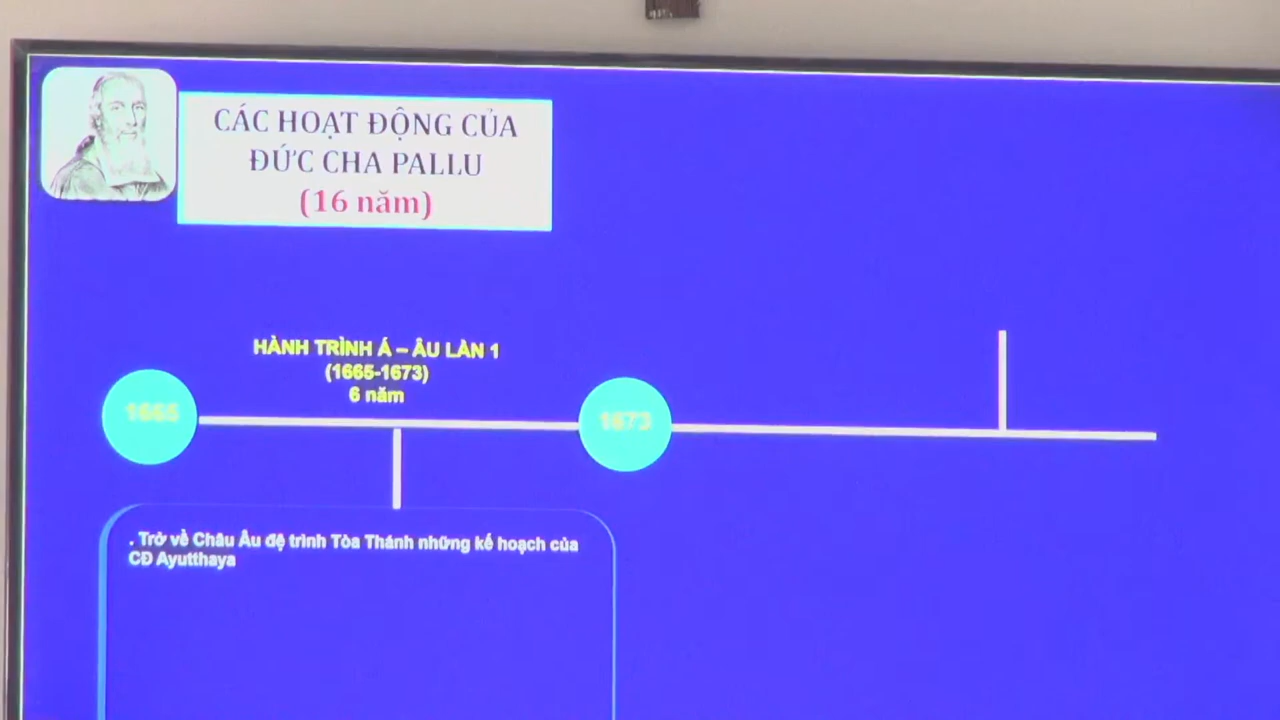 CÁC HOẠT ĐỘNG CỦA
ĐỨC CHA PALLU
(16 năm)
HÀNH TRÌNH Á – ÂU LẦN 1
(1665-1673)
6 năm
1665
1673
. Trở về Châu Âu đệ trình Tòa Thánh những kế hoạch của
CĐ Ayutthaya